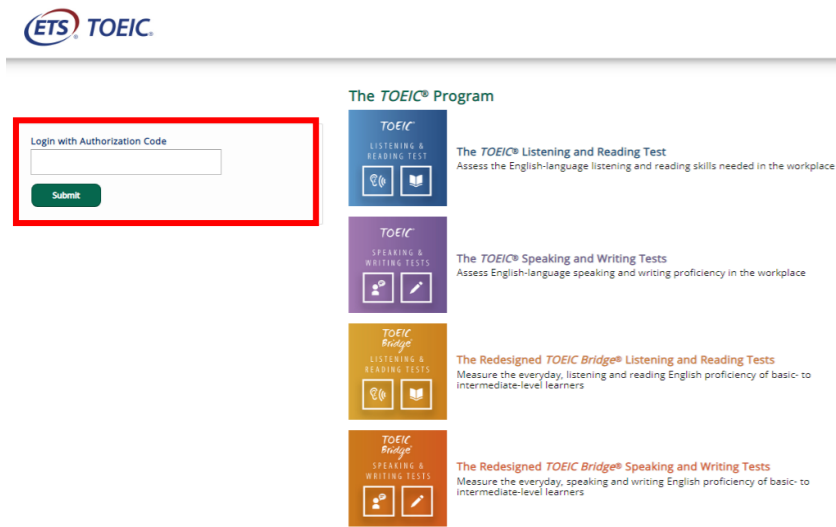 ETS® TOEIC®
Login with Authorization Code
Submit
The TOEIC® Program
TOEIC
LISTENING &
READING TEST
The TOEIC® Listening and Reading Test
Assess the English-language listening and reading skills needed in the workplace
TOEIC
SPEAKING &
WRITING TESTS
The TOEIC® Speaking and Writing Tests
Assess English-language speaking and writing proficiency in the workplace
TOEIC
Bridge
LISTENING &
READING TESTS
The Redesigned TOEIC Bridge® Listening and Reading Tests
Measure the everyday, listening and reading English proficiency of basic- to
intermediate-level learners
TOEIC
Bridge
SPEAKING &
WRITING TESTS
The Redesigned TOEIC Bridge® Speaking and Writing Tests
Measure the everyday, speaking and writing English proficiency of basic- to
intermediate-level learners